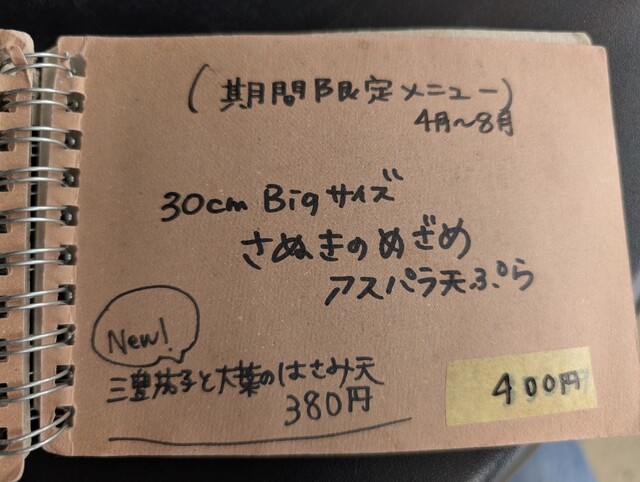 (期間限定メニュー)
4月～8月
30cm Bigサイズ
さぬきのめざめ
アスパラ天ぷら
New!
三豊茄子と大葉のはさみ天
380円
400円